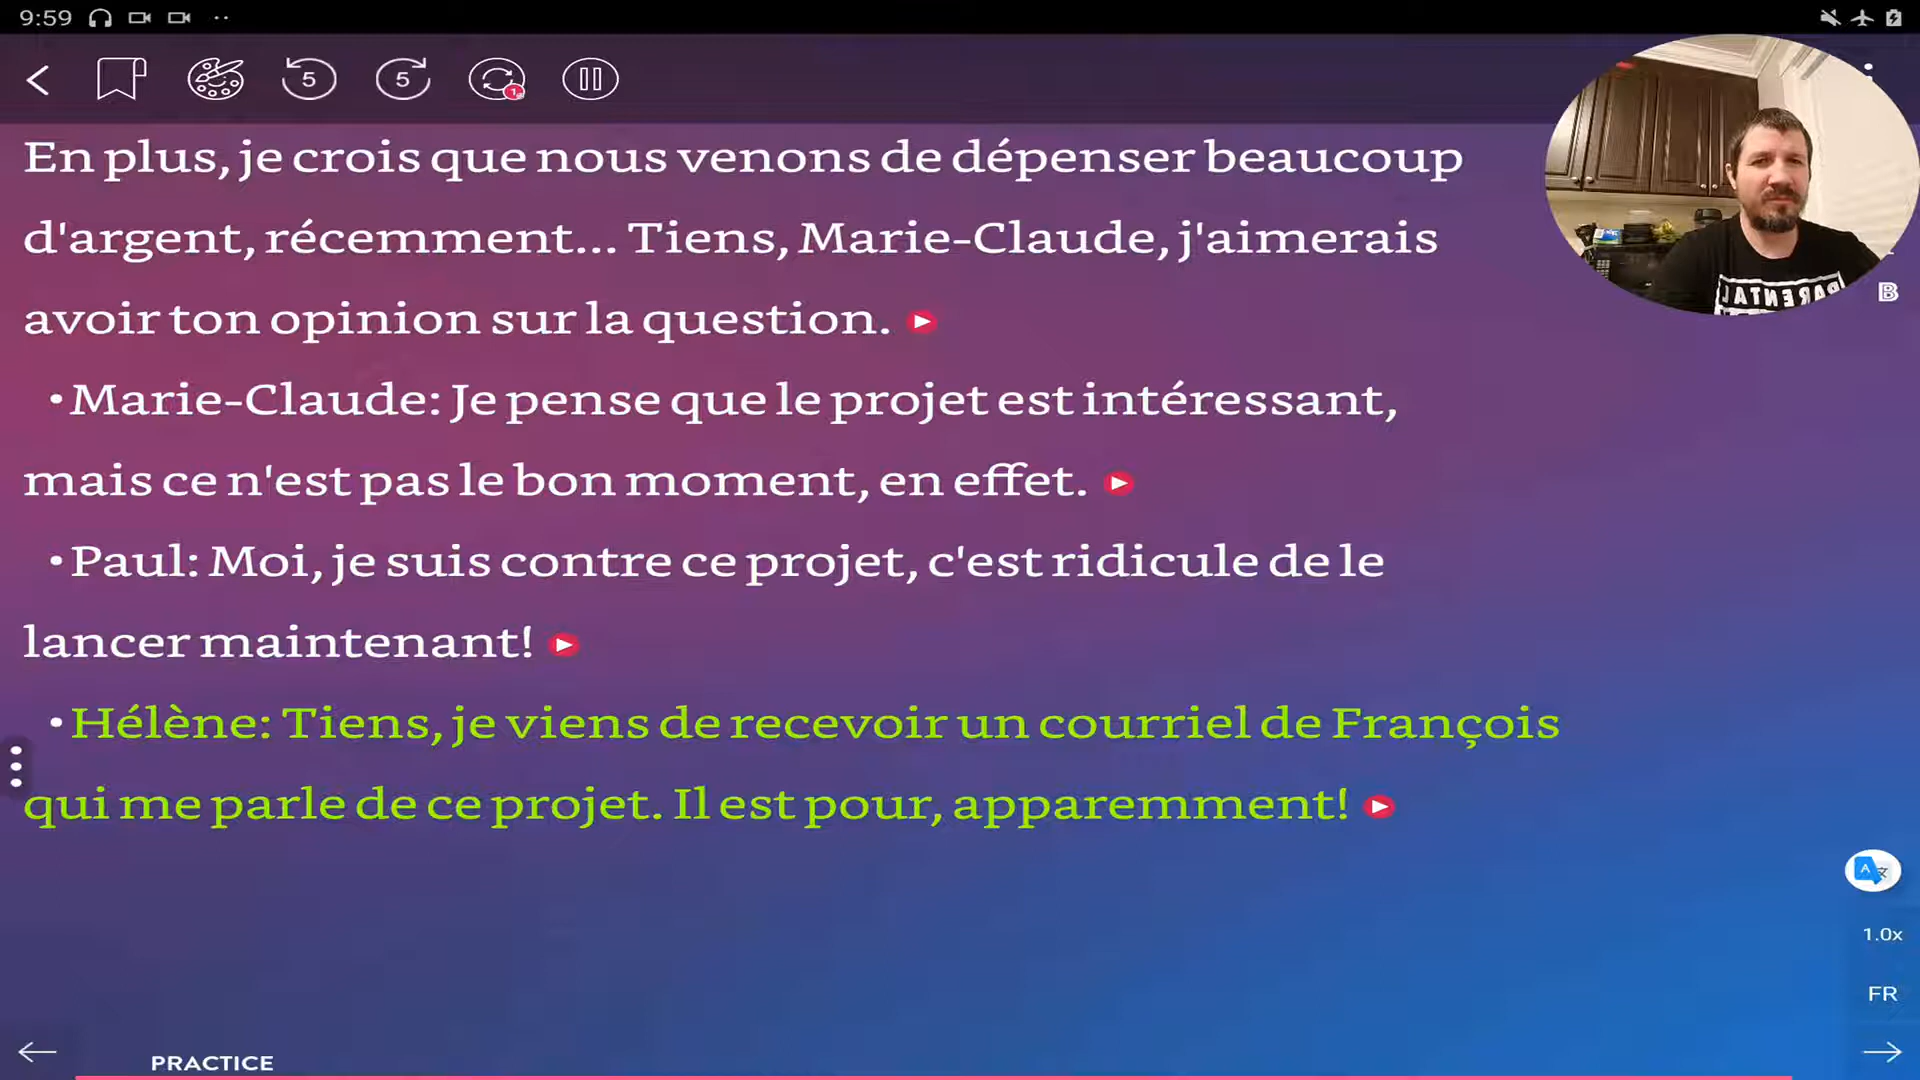 9:59
5 5 1
En plus, je crois que nous venons de dépenser beaucoup
d'argent, récemment... Tiens, Marie-Claude, j'aimerais
avoir ton opinion sur la question.
B
•Marie-Claude: Je pense que le projet est intéressant,
mais ce n'est pas le bon moment, en effet.
•Paul: Moi, je suis contre ce projet, c'est ridicule de le
lancer maintenant!
•Hélène: Tiens, je viens de recevoir un courriel de François
qui me parle de ce projet. Il est pour, apparemment!
A 文
1.0x
FR
PRACTICE